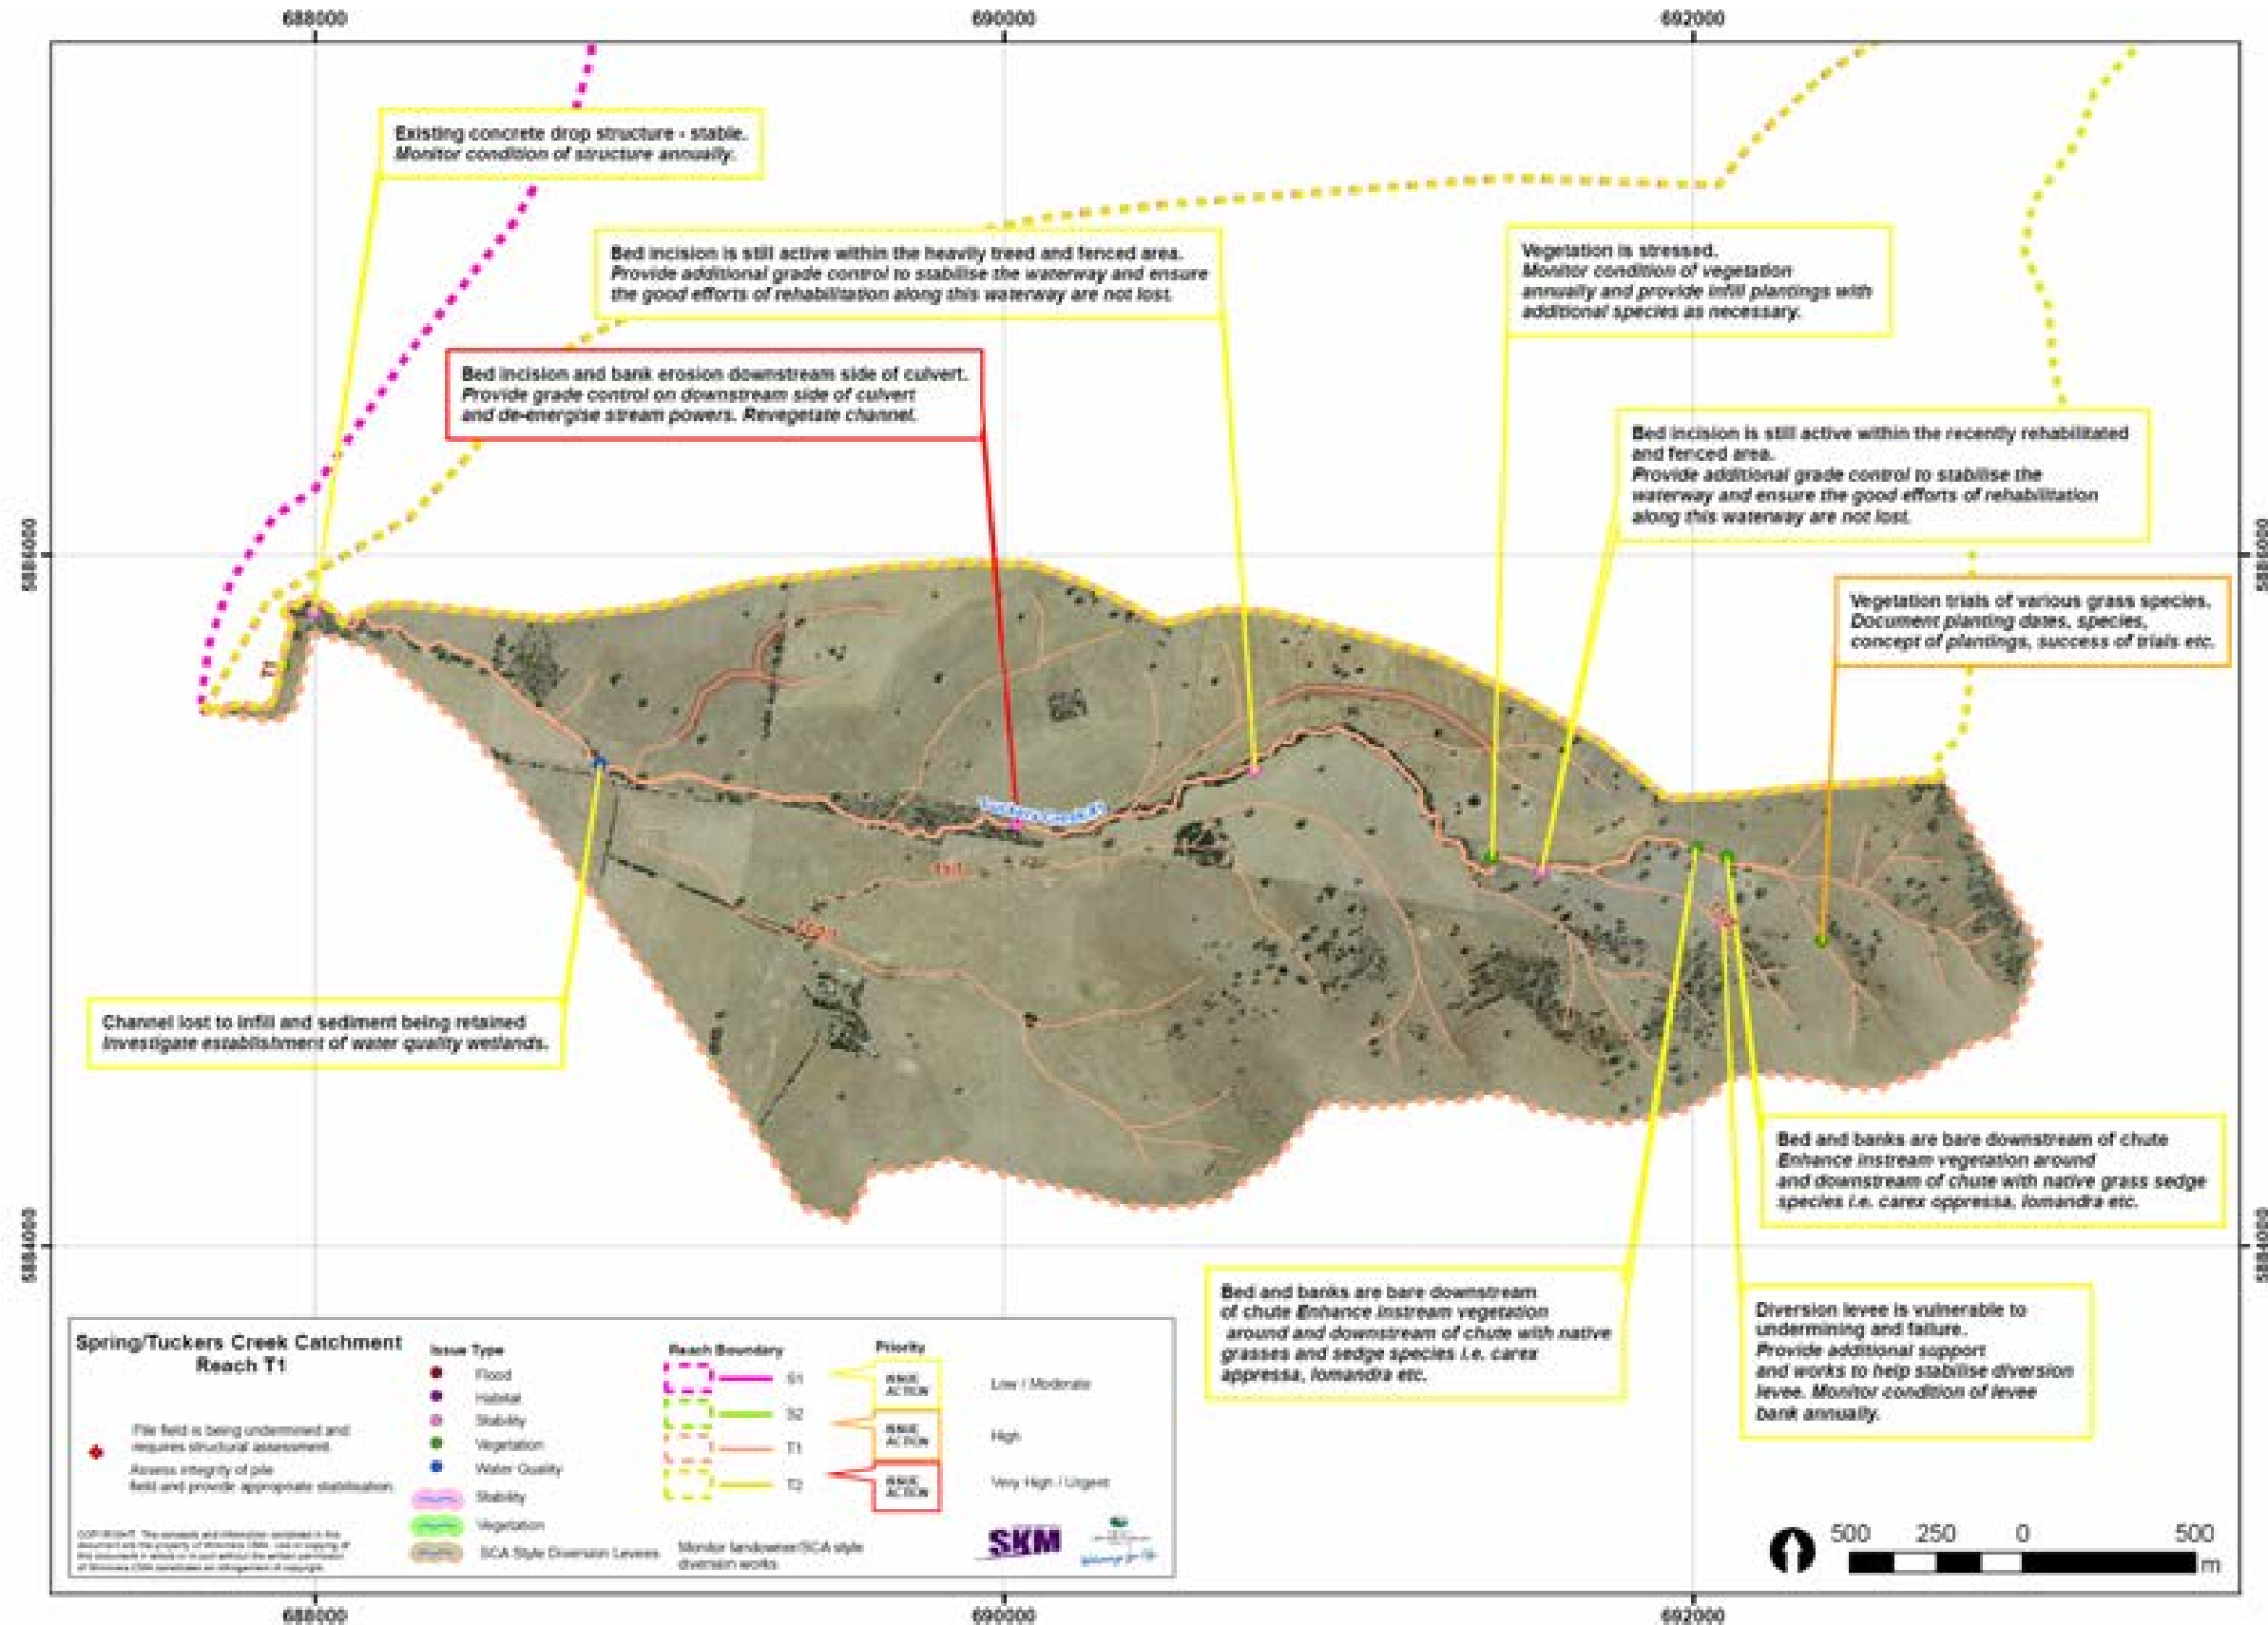 688000
690000
692000
Existing concrete drop structure - stable.
Monitor condition of structure annually.
Bed incision is still active within the heavily treed and fenced area.
Provide additional grade control to stabilise the waterway and ensure
the good efforts of rehabilitation along this waterway are not lost.
Vegetation is stressed.
Monitor condition of vegetation
annually and provide infill plantings with
additional species as necessary.
Bed incision and bank erosion downstream side of culvert.
Provide grade control on downstream side of culvert
and de-energise stream powers. Revegetate channel.
Bed incision is still active within the recently rehabilitated
and fenced area.
Provide additional grade control to stabilise the
waterway and ensure the good efforts of rehabilitation
along this waterway are not lost.
5886000
5886000
Vegetation trials of various grass species.
Document planting dates, species,
concept of plantings, success of trials etc.
T1
Channel lost to infill and sediment being retained
Investigate establishment of water quality wetlands.
Bed and banks are bare downstream of chute
Enhance instream vegetation around
and downstream of chute with native grass sedge
species i.e. carex oppressa, lomandra etc.
5884000
5884000
Bed and banks are bare downstream
of chute Enhance instream vegetation
around and downstream of chute with native
grasses and sedge species i.e. carex
appressa, lomandra etc.
Diversion levee is vulnerable to
undermining and failure.
Provide additional support
and works to help stabilise diversion
levee. Monitor condition of levee
bank annually.
Spring/Tuckers Creek Catchment
Reach T1
Pile field is being undermined and
requires structural assessment.
Assess integrity of pile
field and provide appropriate stabilisation.
Issue Type
Flood
Habitat
Stability
Vegetation
Water Quality
Stability
Vegetation
SCA Style Diversion Levees
Reach Boundary
S1
S2
T1
T2
Monitor landowner/SCA style
diversion works
Priority
ISSUE
ACTION
Low / Moderate
ISSUE
ACTION
High
ISSUE
ACTION
Very High / Urgent
SKM
500 250 0 500
m
688000
690000
692000